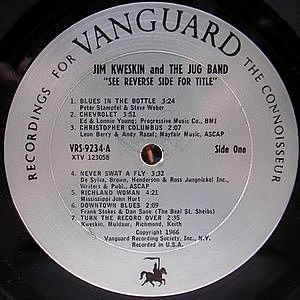 RECORDINGS FOR VANGUARD THE CONNOISSEUR
JIM KWESKIN and THE JUG BAND
"SEE REVERSE SIDE FOR TITLE"
1. BLUES IN THE BOTTLE 3:24
Peter Stampfel & Steve Weber
2. CHEVROLET 3:51
Ed & Lonnie Young; Progressive Music Co., BMI
3. CHRISTOPHER COLUMBUS 2:07
Leon Berry & Andy Razaf; Mayfair Music, ASCAP
VRS-9234-A Side One
XTV 123058
4. NEVER SWAT A FLY 3:32
De Sylva, Brown, Henderson & Ross Jungnickel Inc.,
Writers & Publ., ASCAP
5. RICHLAND WOMAN 4:21
Mississippi John Hurt
6. DOWNTOWN BLUES 6:09
Frank Stokes & Dan Sane (The Beal St. Sheibs)
7. TURN THE RECORD OVER 2:35
Kweskin, Muldaur, Richmond, Keith
Copyright 1966
Vanguard Recording Society, Inc., N.Y.
Recorded in U.S.A.